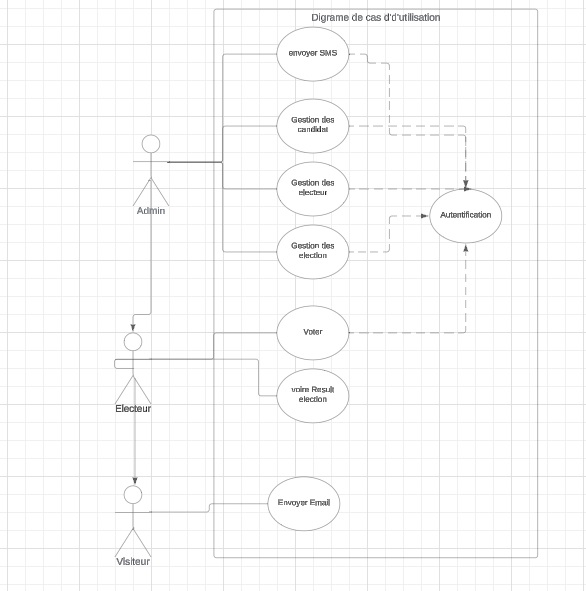 Digrame de cas d'd'utilisation
envoyer SMS
Gestion des
candidat
Admin
Gestion des
electeur
Autentification
Gestion des
election
Voter
Electeur
voire Result
election
Envoyer Email
Visiteur